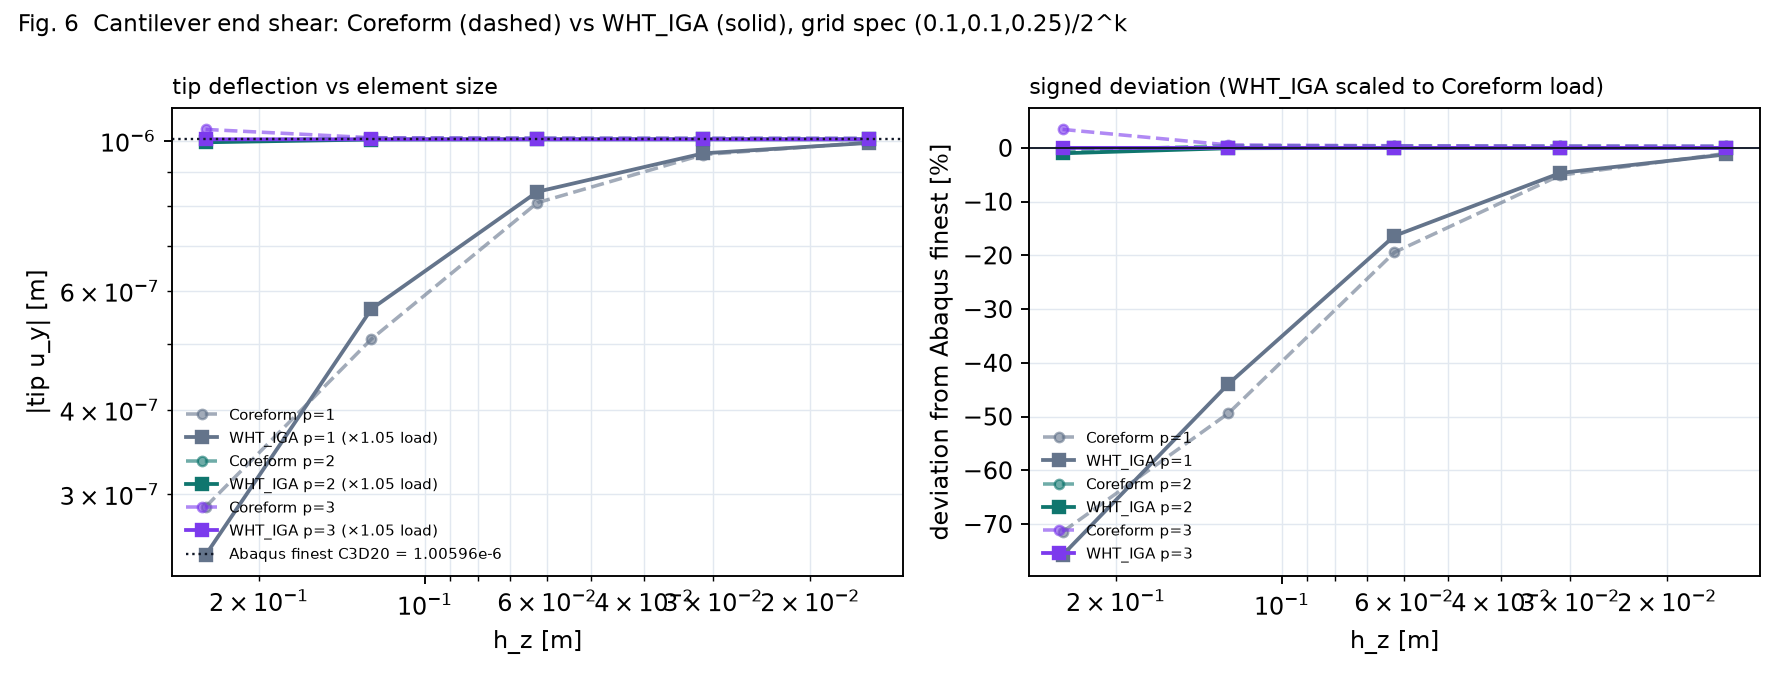 Fig. 6  Cantilever end shear: Coreform (dashed) vs WHT_IGA (solid), grid spec (0.1,0.1,0.25)/2^k
tip deflection vs element size
|tip u_y| [m]
10⁻⁶
6 × 10⁻⁷
4 × 10⁻⁷
3 × 10⁻⁷
Coreform p=1
WHT_IGA p=1 (×1.05 load)
Coreform p=2
WHT_IGA p=2 (×1.05 load)
Coreform p=3
WHT_IGA p=3 (×1.05 load)
Abaqus finest C3D20 = 1.00596e-6
2 × 10⁻¹ 10⁻¹ 6 × 10⁻² 4 × 10⁻² 3 × 10⁻² 2 × 10⁻²
h_z [m]
signed deviation (WHT_IGA scaled to Coreform load)
deviation from Abaqus finest [%]
0
−10
−20
−30
−40
−50
−60
−70
Coreform p=1
WHT_IGA p=1
Coreform p=2
WHT_IGA p=2
Coreform p=3
WHT_IGA p=3
2 × 10⁻¹ 10⁻¹ 6 × 10⁻² 4 × 10⁻² 3 × 10⁻² 2 × 10⁻²
h_z [m]